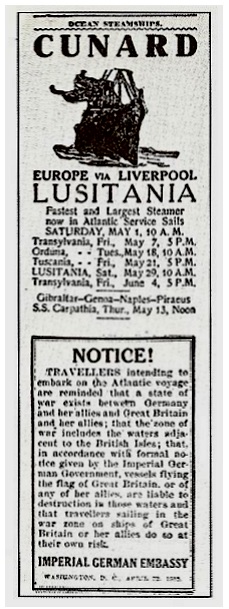 OCEAN STEAMSHIPS.
CUNARD
EUROPE VIA LIVERPOOL
LUSITANIA
Fastest and Largest Steamer
now in Atlantic Service Sails
SATURDAY, MAY 1, 10 A. M.
Transylvania, Fri., May 7, 5 P.M.
Orduna, - - Tues., May 18, 10 A.M.
Tuscania, - - Fri., May 21, 5 P.M.
LUSITANIA, Sat., May 29, 10 A.M.
Transylvania, Fri., June 4, 5 P.M.
Gibraltar–Genoa–Naples–Piraeus
S.S. Carpathia, Thur., May 13, Noon
NOTICE!
TRAVELLERS intending to
embark on the Atlantic voyage
are reminded that a state of
war exists between Germany
and her allies and Great Britain
and her allies; that the zone of
war includes the waters adja-
cent to the British Isles; that,
in accordance with formal no-
tice given by the Imperial Ger-
man Government, vessels flying
the flag of Great Britain, or of
any of her allies, are liable to
destruction in those waters and
that travellers sailing in the
war zone on ships of Great
Britain or her allies do so at
their own risk.
IMPERIAL GERMAN EMBASSY
WASHINGTON, D. C., APRIL 22, 1915.